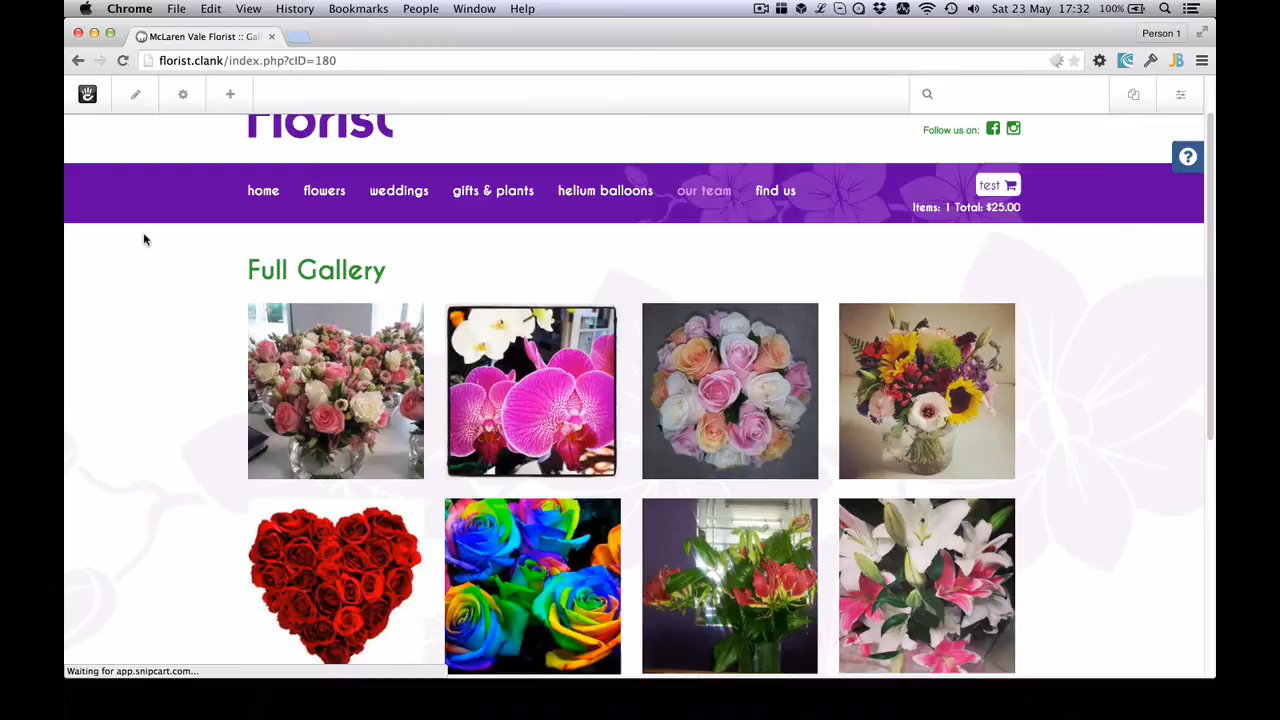 Chrome File Edit View History Bookmarks People Window Help Sat 23 May 17:32 100%
McLaren Vale Florist :: Gal Person 1
florist.clank/index.php?cID=180
Florist
Follow us on:
home flowers weddings gifts & plants helium balloons our team find us test
Items: 1 Total: $25.00
Full Gallery
Waiting for app.snipcart.com...